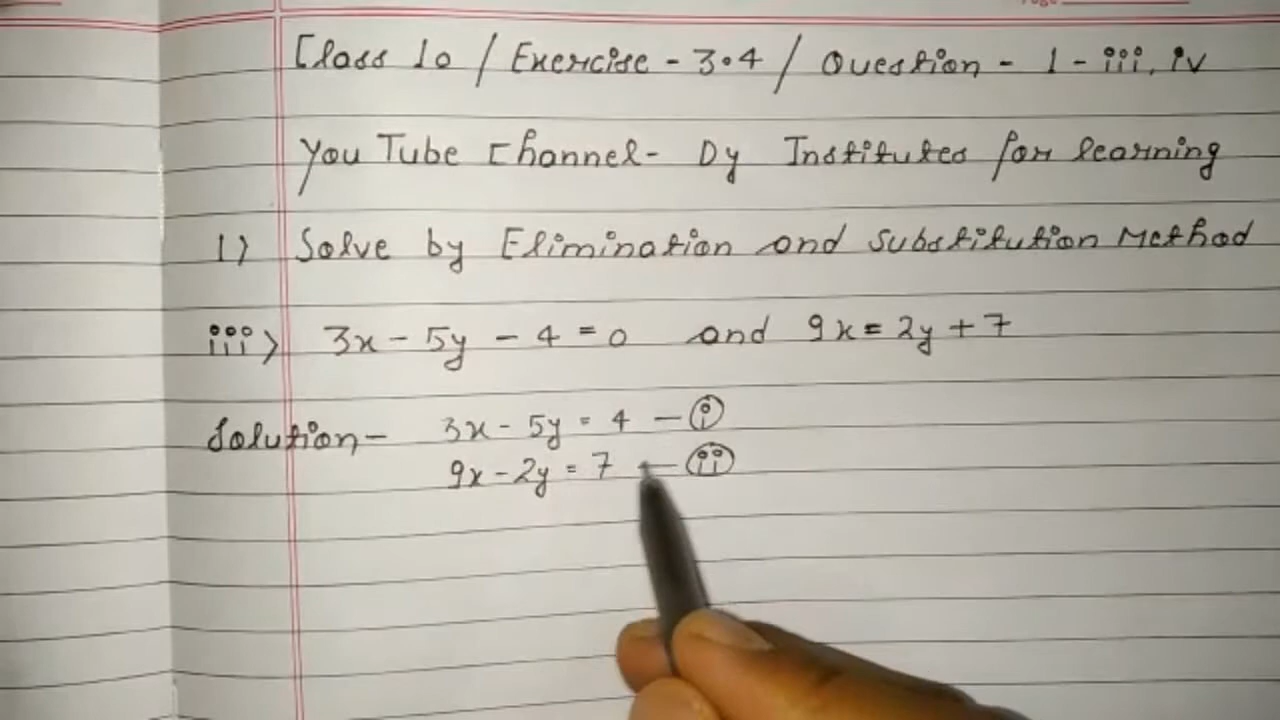 Class 10 / Exercise - 3.4 / Question - 1 - iii, iv
YouTube Channel- Dy Institutes for learning
1) Solve by Elimination and Substitution Method
iii) 3x - 5y - 4 = 0 and 9x = 2y + 7
Solution- 3x - 5y = 4 — (i)
9x - 2y = 7 — (ii)